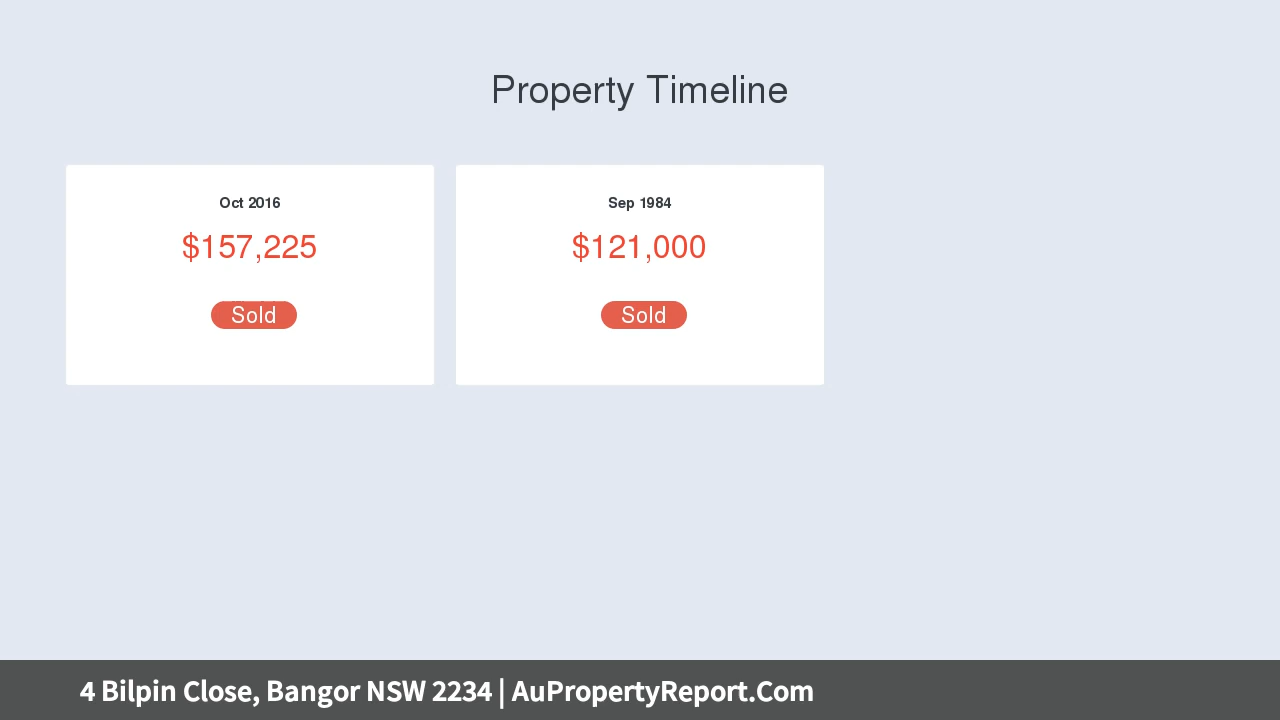 Property Timeline
Oct 2016
$157,225
Sold
Sep 1984
$121,000
Sold
4 Bilpin Close, Bangor NSW 2234 | AuPropertyReport.Com